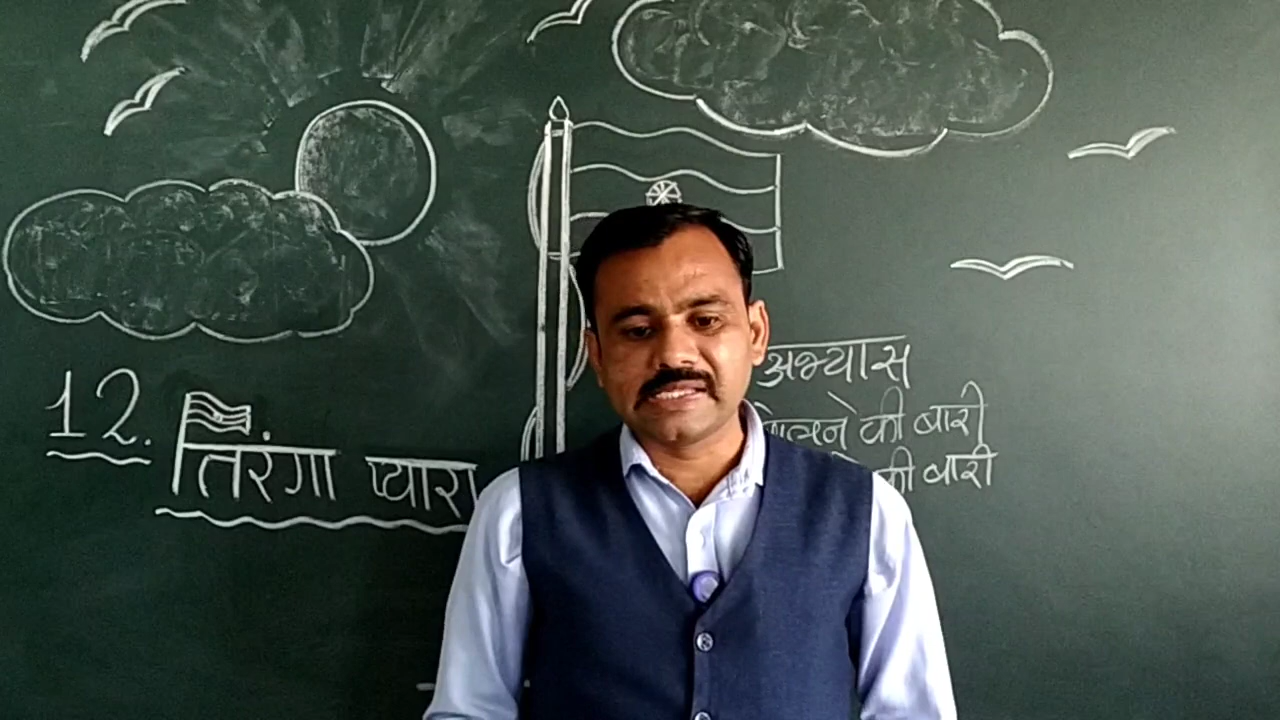 12. तिरंगा प्यारा
अभ्यास
ने की बारी
की बारी